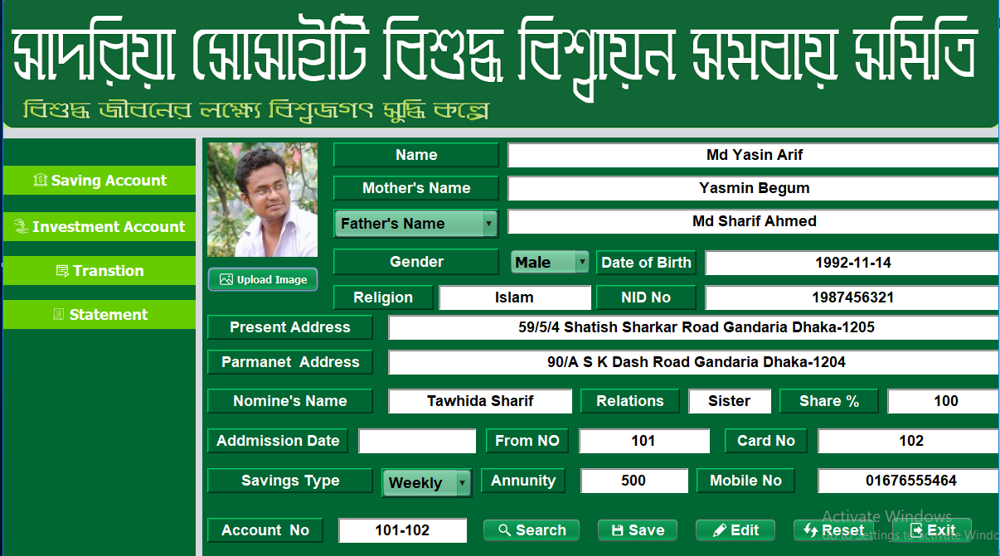 সাদরিয়া সোসাইটি বিশুদ্ধ বিশ্বায়ন সমবায় সমিতি
বিশুদ্ধ জীবনের লক্ষ্যে বিশ্বজগৎ মুদ্ধি কল্পে
Name Md Yasin Arif
Saving Account
Mother's Name Yasmin Begum
Investment Account
Father's Name Md Sharif Ahmed
Gender Male Date of Birth 1992-11-14
Transtion
Upload Image
Religion Islam NID No 1987456321
Statement
Present Address 59/5/4 Shatish Sharkar Road Gandaria Dhaka-1205
Parmanet Address 90/A S K Dash Road Gandaria Dhaka-1204
Nomine's Name Tawhida Sharif Relations Sister Share % 100
Addmission Date From NO 101 Card No 102
Savings Type Weekly Annunity 500 Mobile No 01676555464
Account No 101-102 Search Save Edit Reset Exit
Activate Windows
Go to Settings to activate Windo